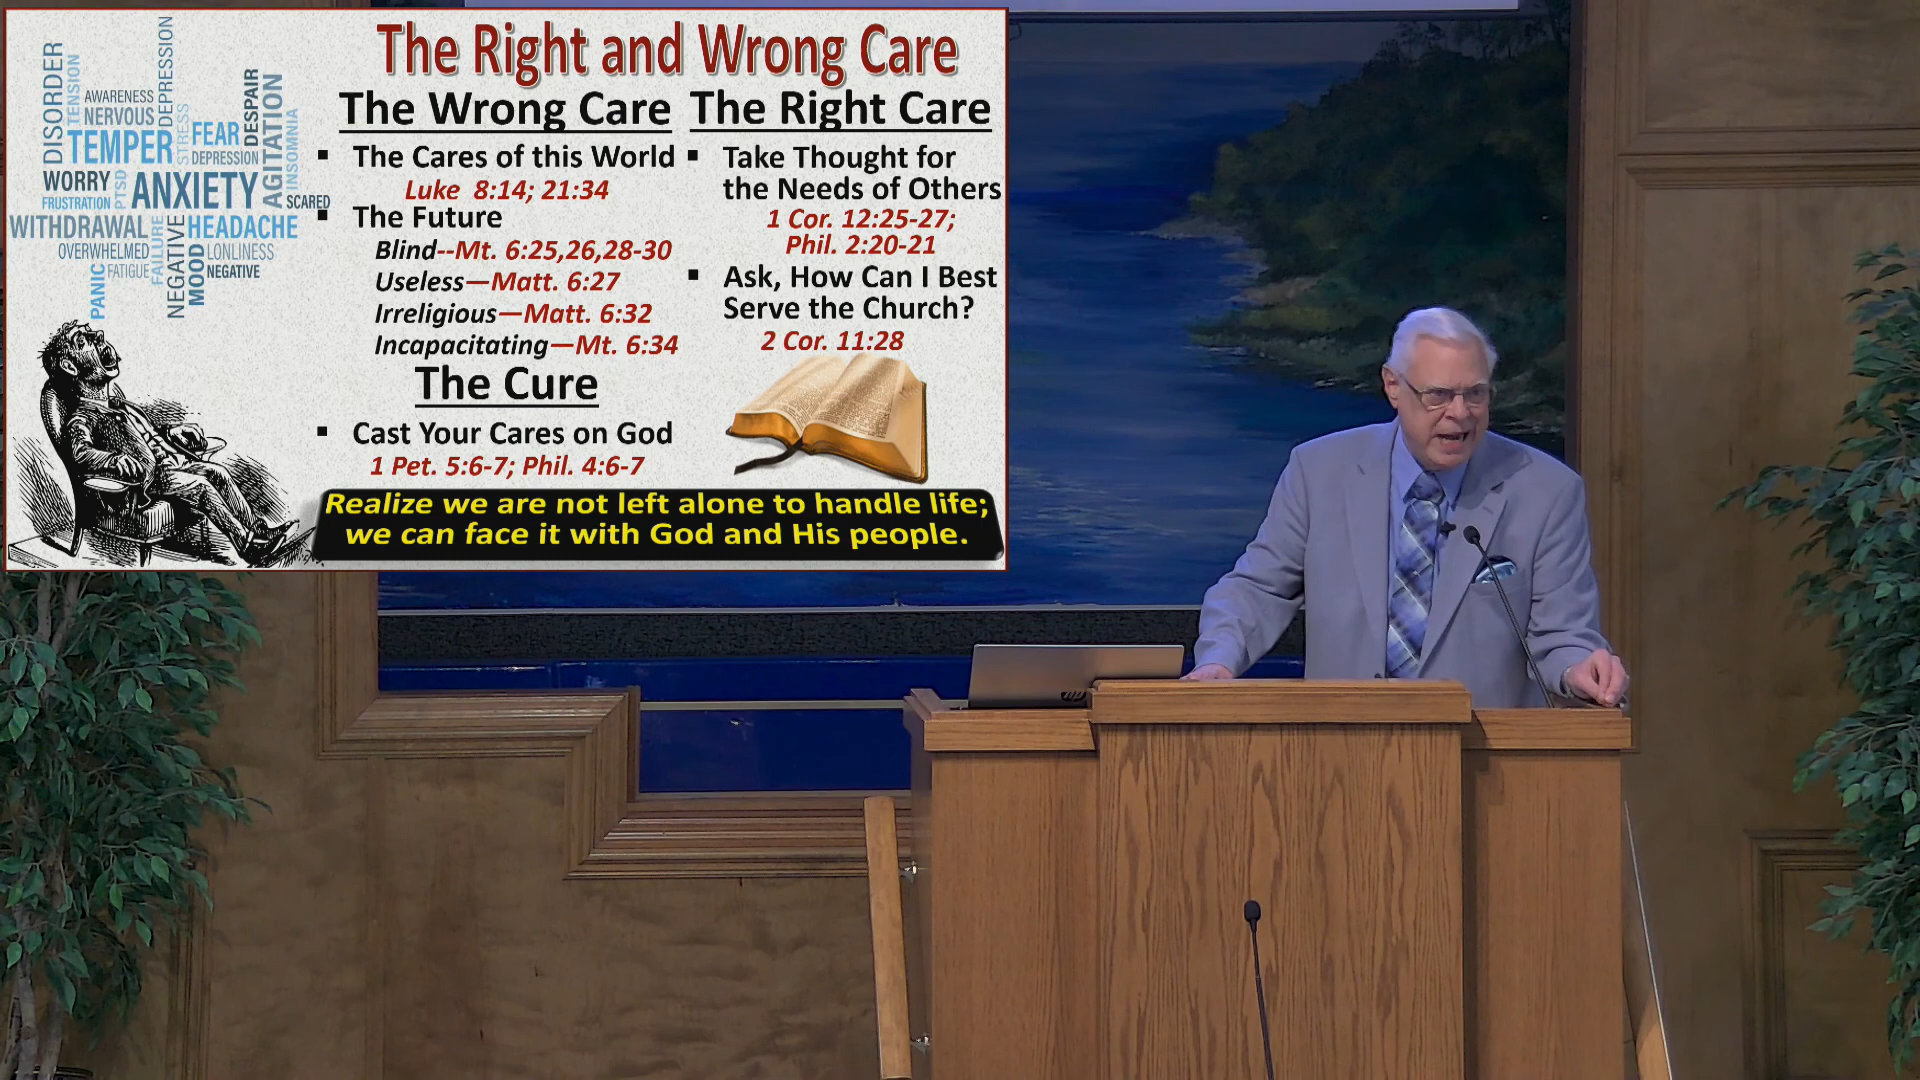 The Right and Wrong Care
The Wrong Care
▪ The Cares of this World
Luke 8:14; 21:34
▪ The Future
Blind--Mt. 6:25,26,28-30
Useless—Matt. 6:27
Irreligious—Matt. 6:32
Incapacitating—Mt. 6:34
The Cure
▪ Cast Your Cares on God
1 Pet. 5:6-7; Phil. 4:6-7
The Right Care
▪ Take Thought for
the Needs of Others
1 Cor. 12:25-27;
Phil. 2:20-21
▪ Ask, How Can I Best
Serve the Church?
2 Cor. 11:28
Realize we are not left alone to handle life;
we can face it with God and His people.
DISORDER
TENSION
AWARENESS
NERVOUS
DEPRESSION
TEMPER
STRESS
FEAR
DEPRESSION
DESPAIR
AGITATION
INSOMNIA
WORRY
FRUSTRATION
PTSD
ANXIETY
SCARED
WITHDRAWAL
FAILURE
NEGATIVE
HEADACHE
OVERWHELMED
MOOD
LONLINESS
PANIC
FATIGUE
NEGATIVE
hp